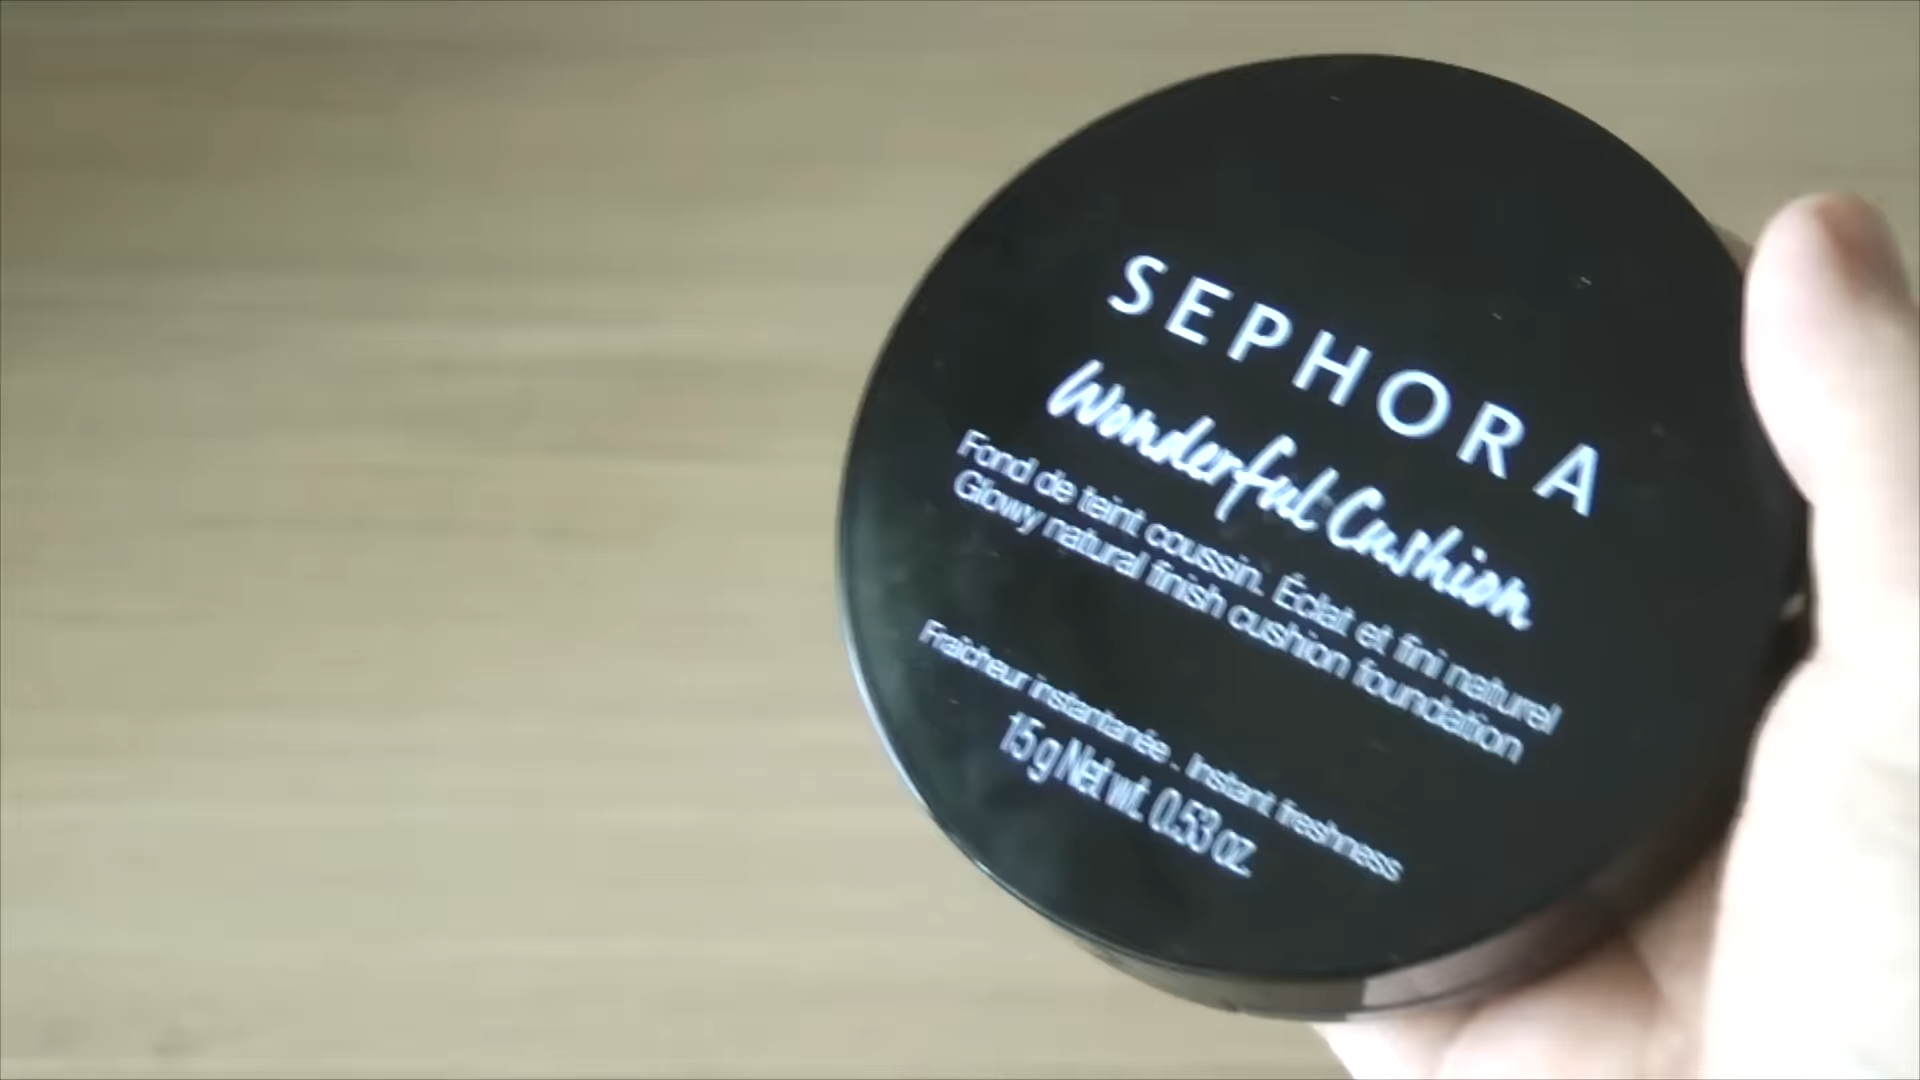 SEPHORA
Wonderful Cushion
Fond de teint coussin. Éclat et fini naturel
Glowy natural finish cushion foundation
Fraîcheur instantanée . Instant freshness
15 g Net wt. 0.53 oz.